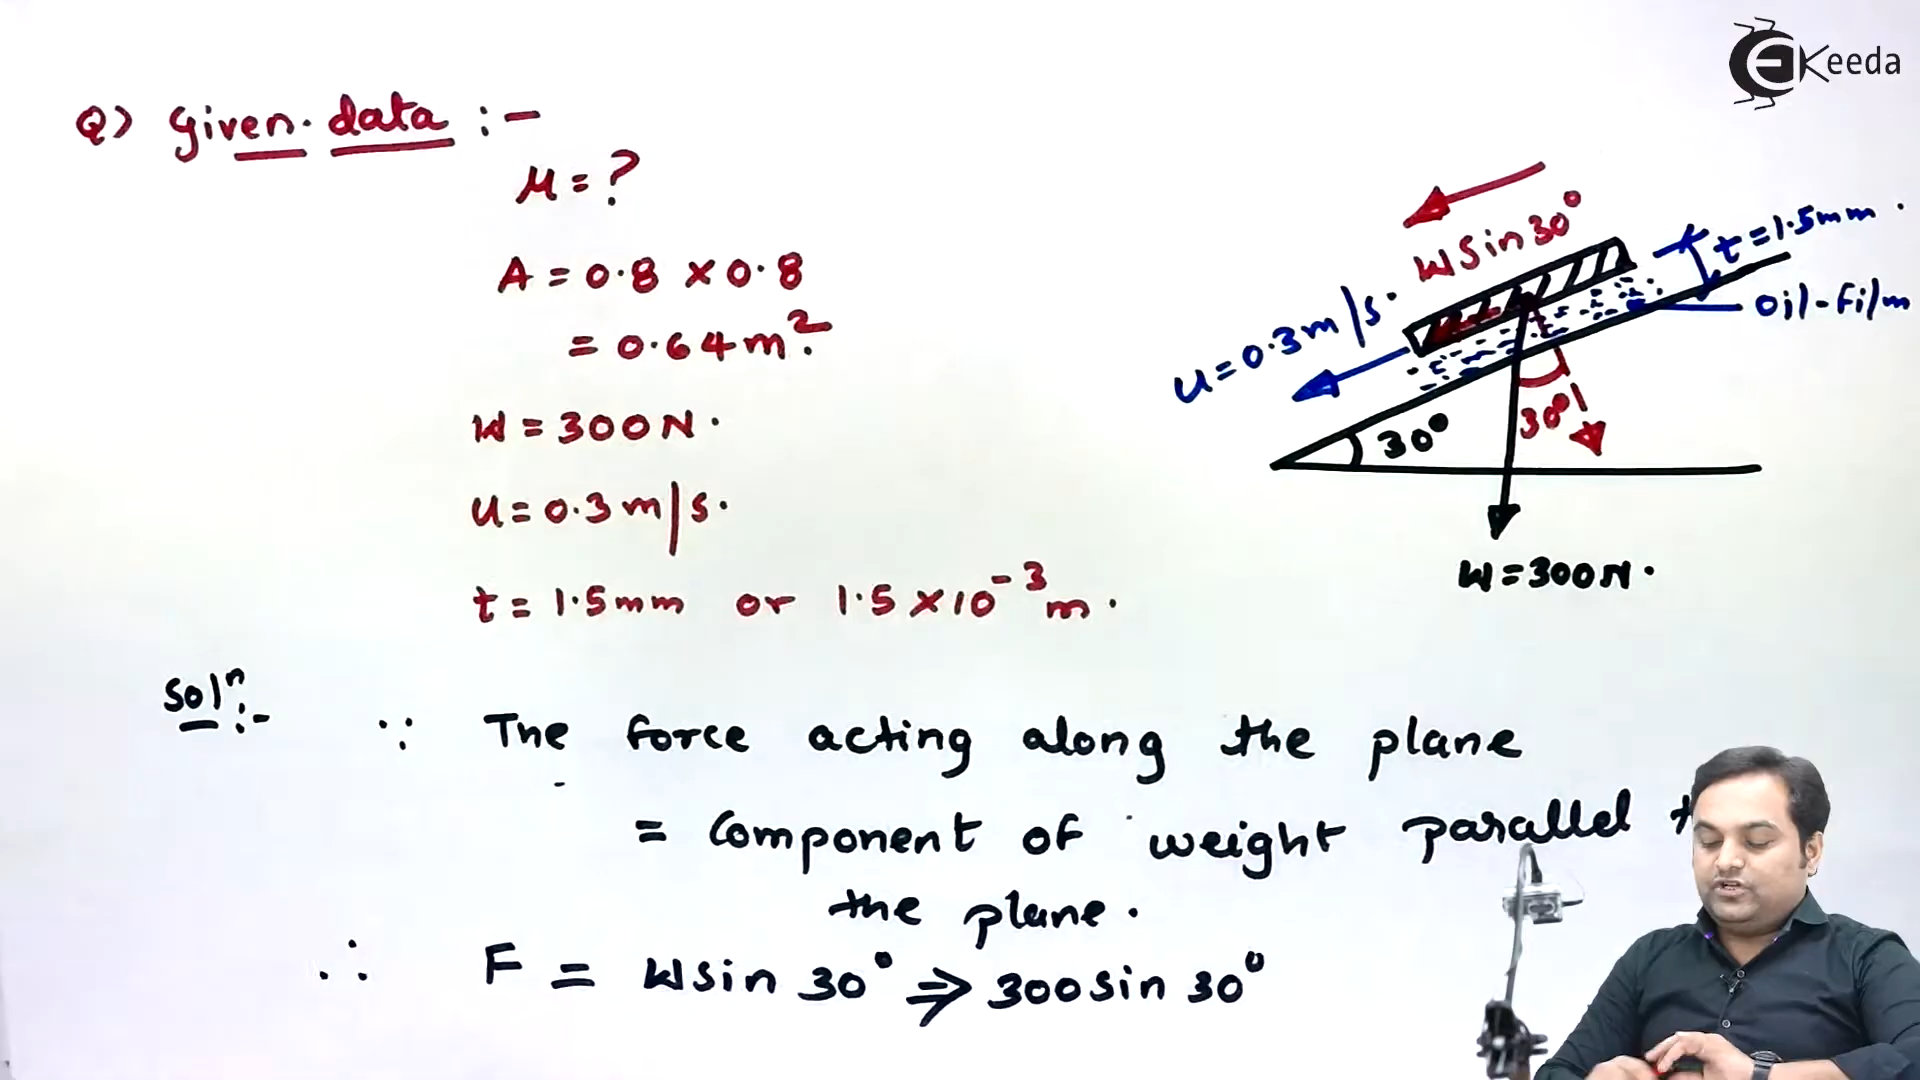 Ekeeda
Q) Given data :-
μ = ?
A = 0.8 × 0.8
= 0.64 m².
W = 300 N.
u = 0.3 m/s.
t = 1.5 mm or 1.5 × 10⁻³ m.
W sin 30°
t = 1.5 mm.
oil-film
u = 0.3 m/s.
30°
30°
W = 300 N.
Solⁿ :-
∵ The force acting along the plane
= component of weight parallel
the plane.
∴ F = W sin 30° ⇒ 300 sin 30°